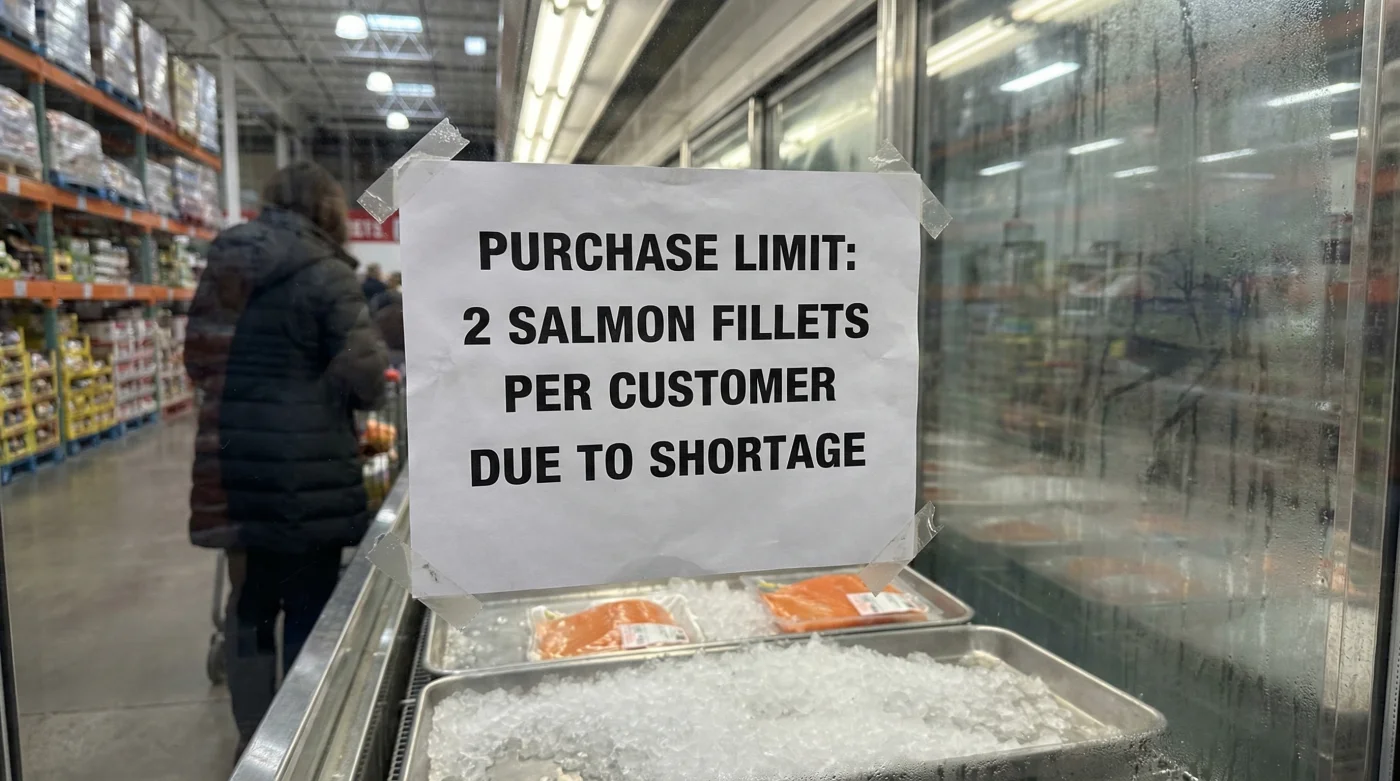 PURCHASE LIMIT:
2 SALMON FILLETS
PER CUSTOMER
DUE TO SHORTAGE